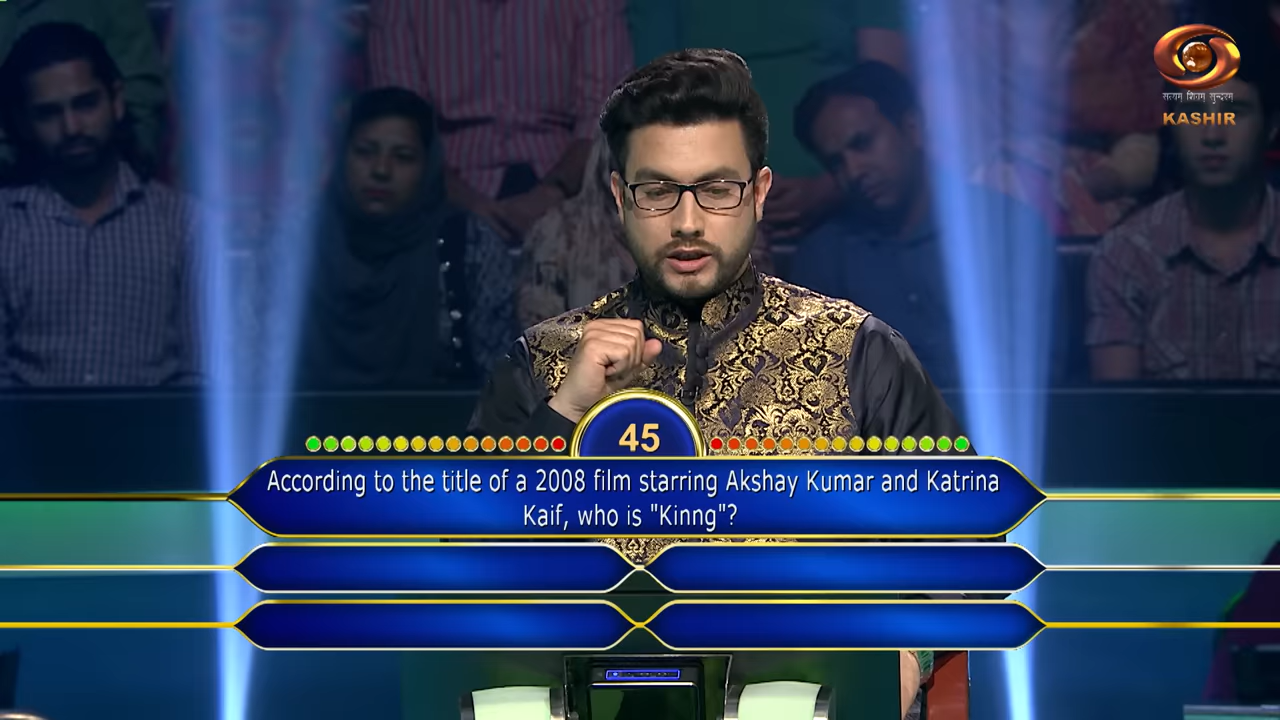 सत्यम शिवम सुन्दरम
KASHIR
45
According to the title of a 2008 film starring Akshay Kumar and Katrina
Kaif, who is "Kinng"?